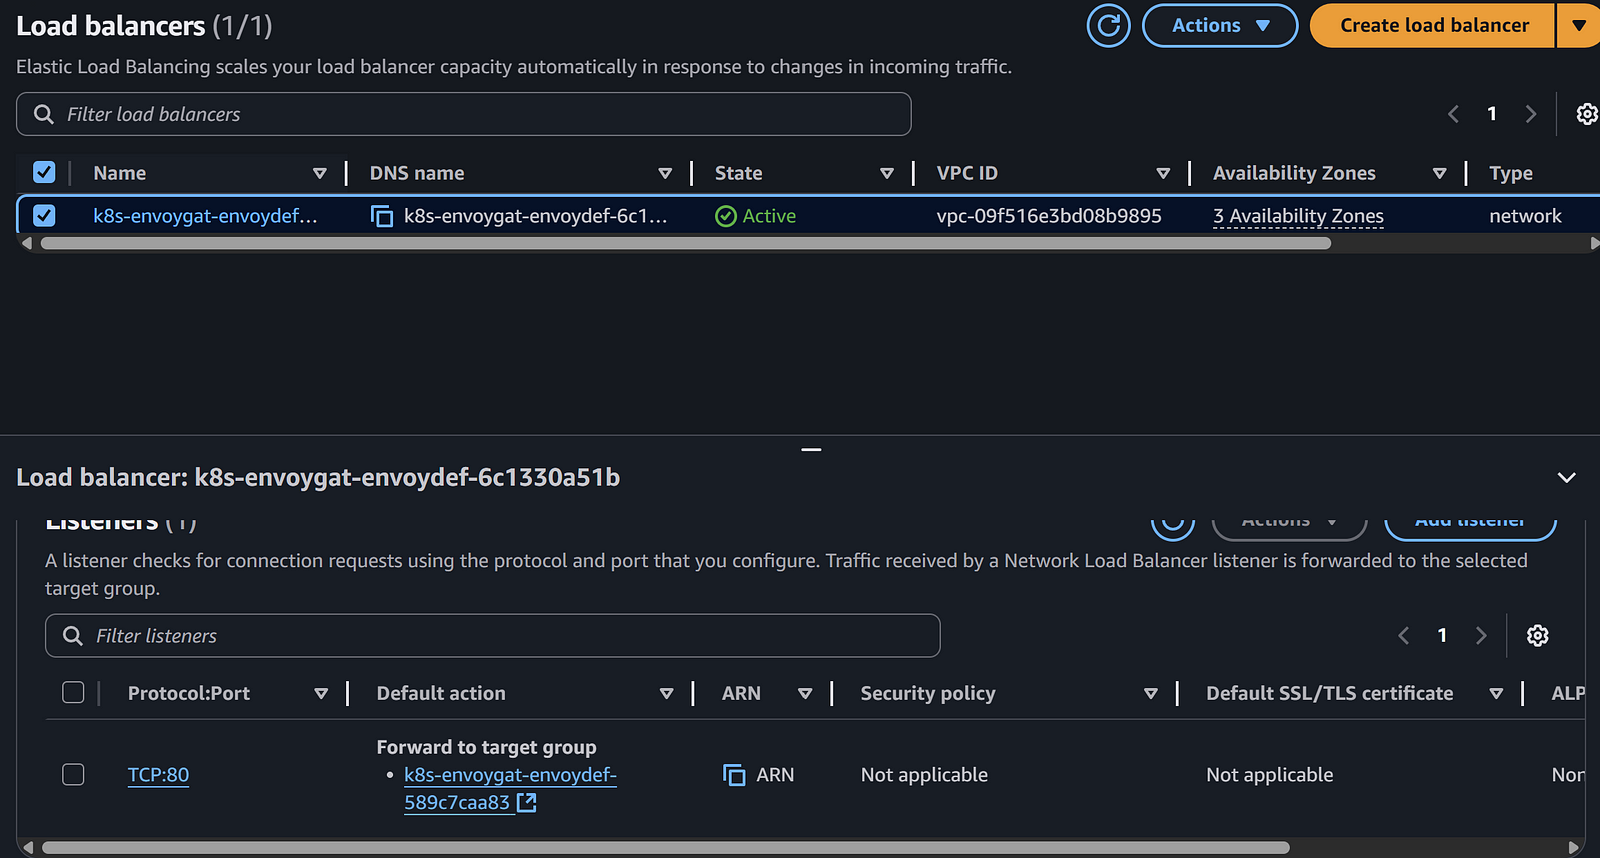 Load balancers (1/1)
Actions
Create load balancer
Elastic Load Balancing scales your load balancer capacity automatically in response to changes in incoming traffic.
Filter load balancers
1
Name
DNS name
State
VPC ID
Availability Zones
Type
k8s-envoygat-envoydef...
k8s-envoygat-envoydef-6c1...
Active
vpc-09f516e3bd08b9895
3 Availability Zones
network
Load balancer: k8s-envoygat-envoydef-6c1330a51b
Listeners (1)
Actions
Add listener
A listener checks for connection requests using the protocol and port that you configure. Traffic received by a Network Load Balancer listener is forwarded to the selected
target group.
Filter listeners
1
Protocol:Port
Default action
ARN
Security policy
Default SSL/TLS certificate
ALP
TCP:80
Forward to target group
• k8s-envoygat-envoydef-
589c7caa83
ARN
Not applicable
Not applicable
Non